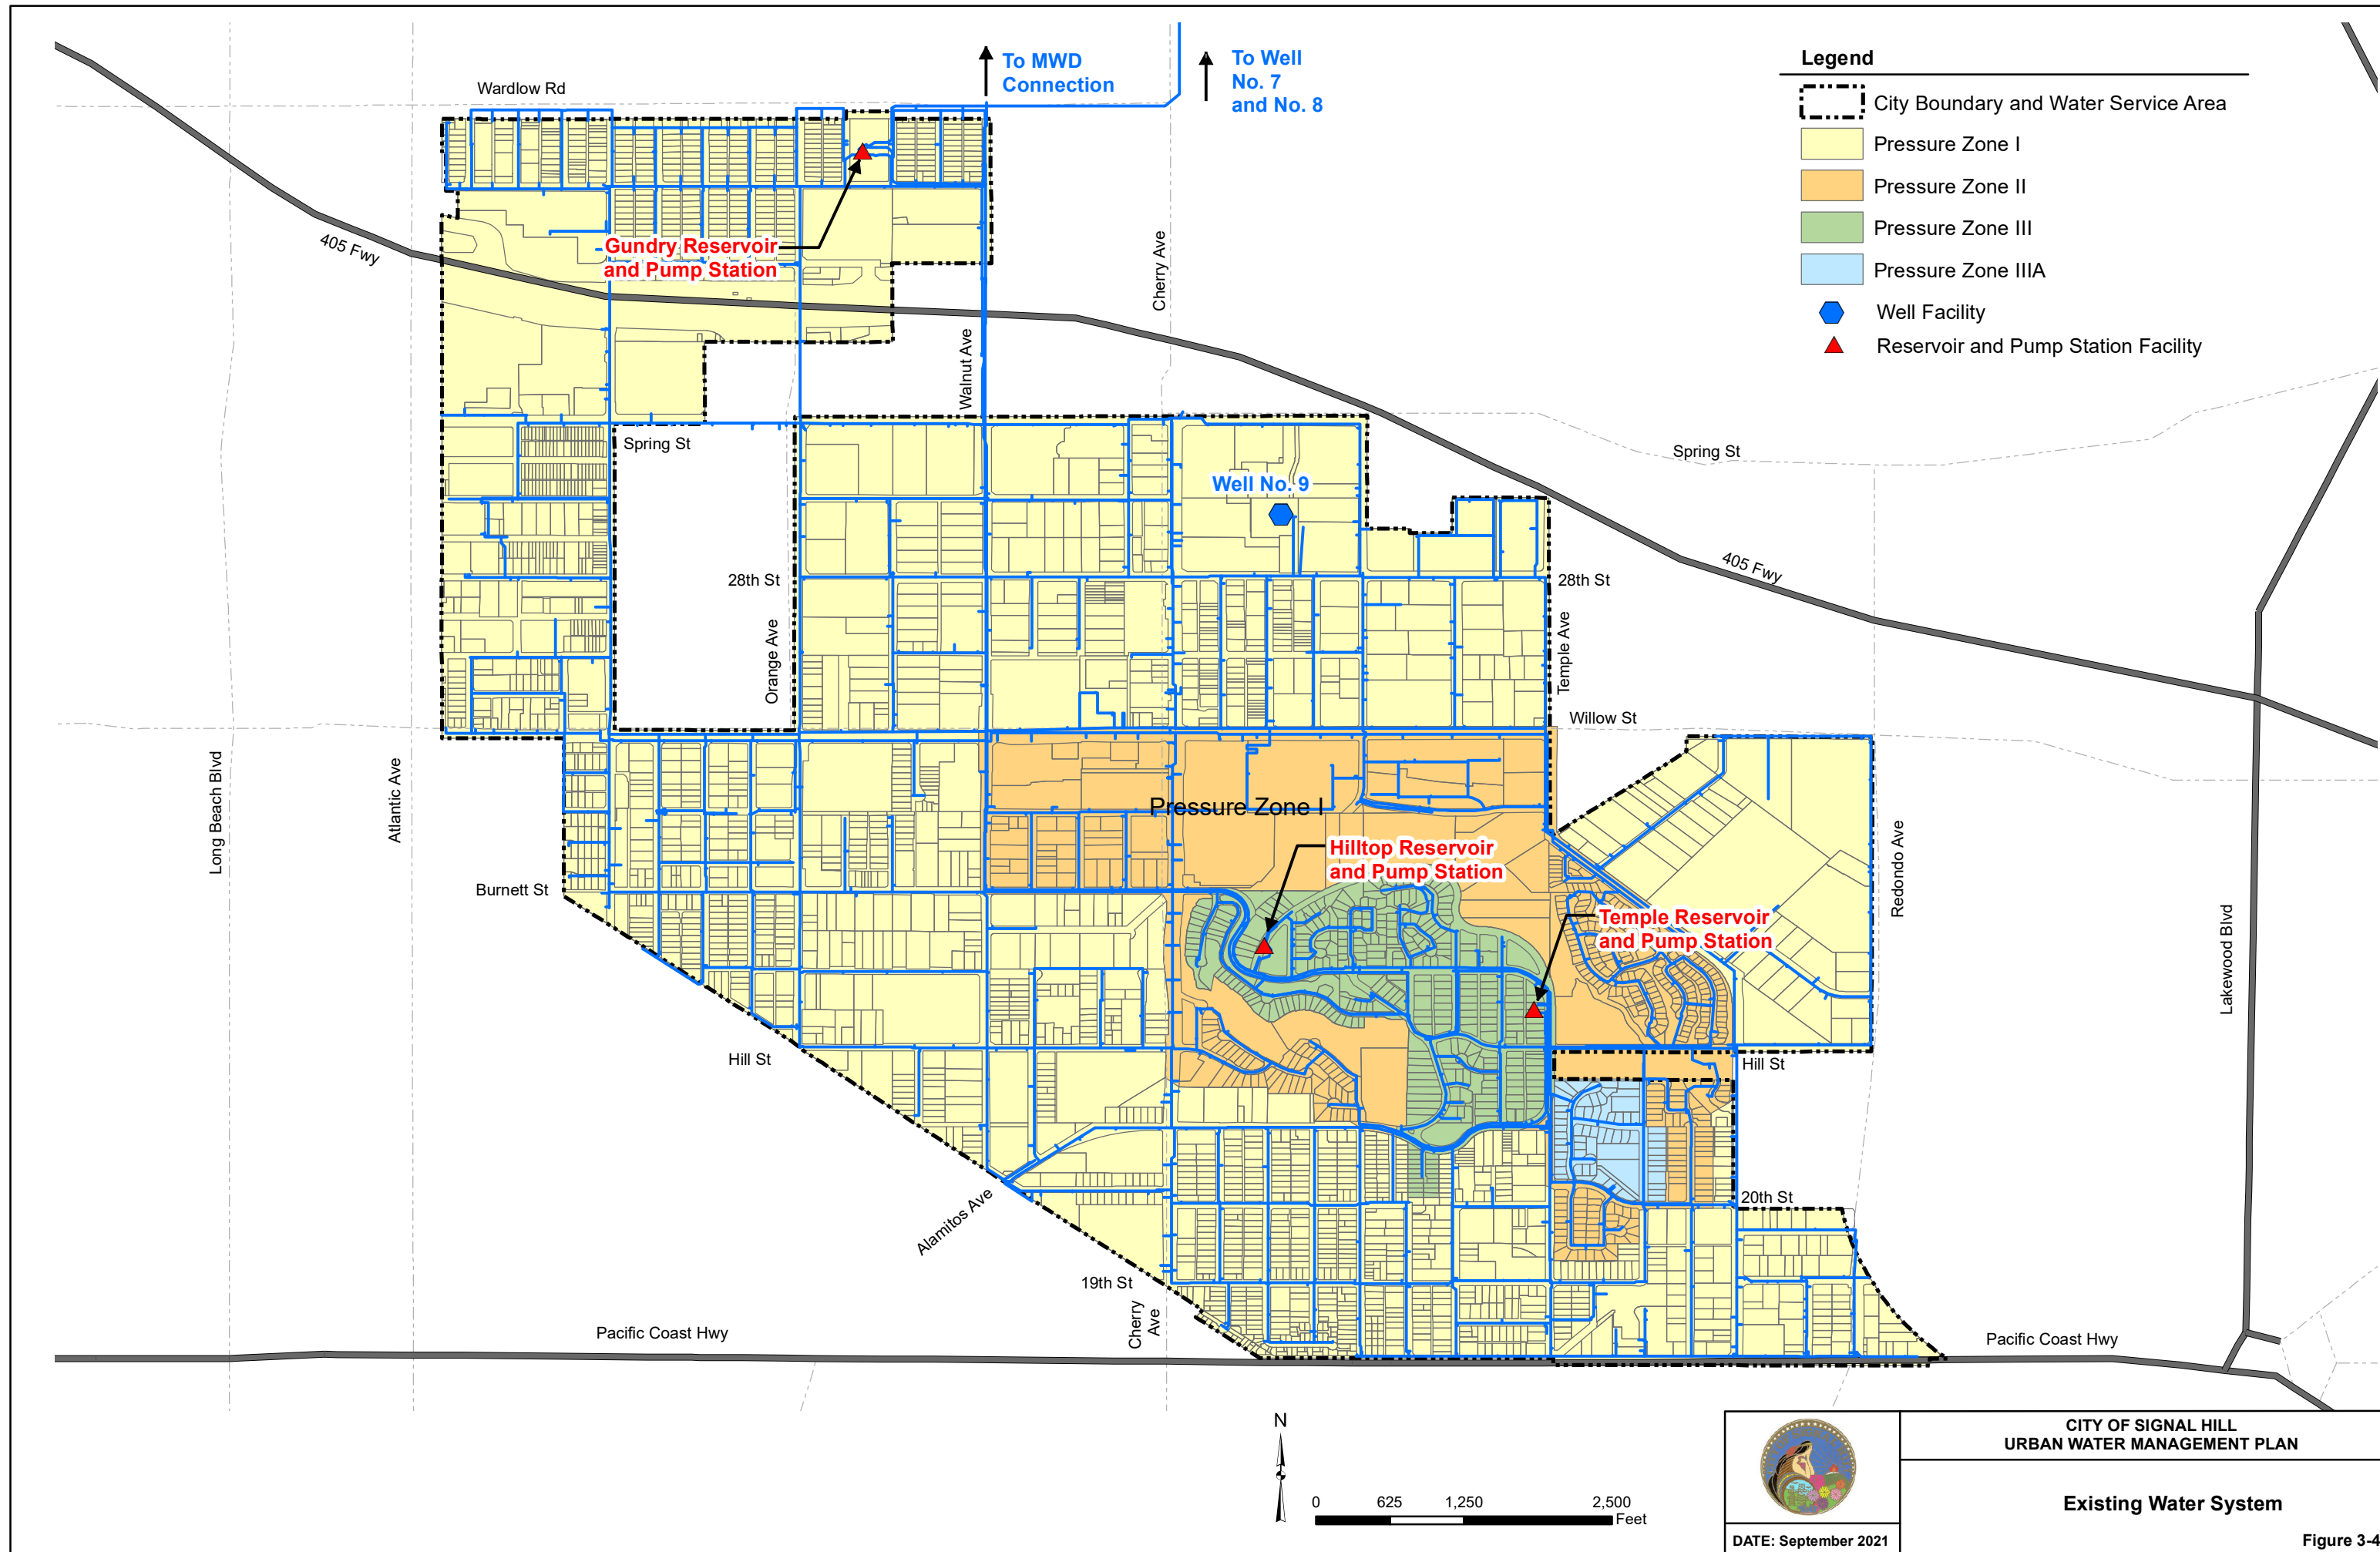 To MWD
Connection
To Well
No. 7
and No. 8
Wardlow Rd
Legend
City Boundary and Water Service Area
Pressure Zone I
Pressure Zone II
Pressure Zone III
Pressure Zone IIIA
Well Facility
Reservoir and Pump Station Facility
405 Fwy
Gundry Reservoir
and Pump Station
Cherry Ave
Walnut Ave
Spring St
Spring St
Well No. 9
405 Fwy
28th St
28th St
Orange Ave
Temple Ave
Willow St
Long Beach Blvd
Atlantic Ave
Pressure Zone I
Hilltop Reservoir
and Pump Station
Redondo Ave
Burnett St
Temple Reservoir
and Pump Station
Lakewood Blvd
Hill St
Hill St
20th St
Alamitos Ave
19th St
Cherry
Ave
Pacific Coast Hwy
Pacific Coast Hwy
N
0 625 1,250 2,500
Feet
CITY OF SIGNAL HILL
URBAN WATER MANAGEMENT PLAN
Existing Water System
DATE: September 2021
Figure 3-4